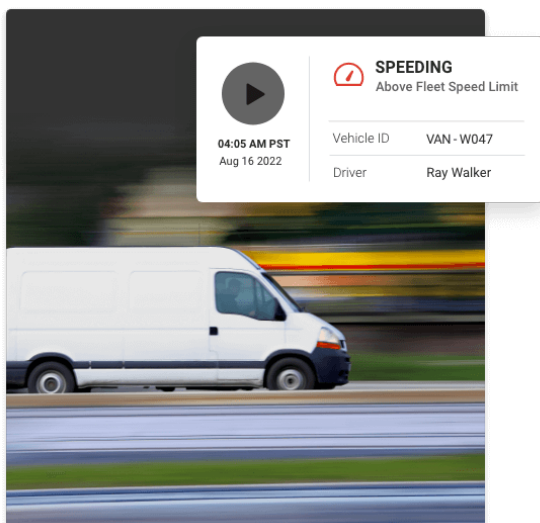 SPEEDING
Above Fleet Speed Limit
04:05 AM PST
Aug 16 2022
Vehicle ID VAN - W047
Driver Ray Walker